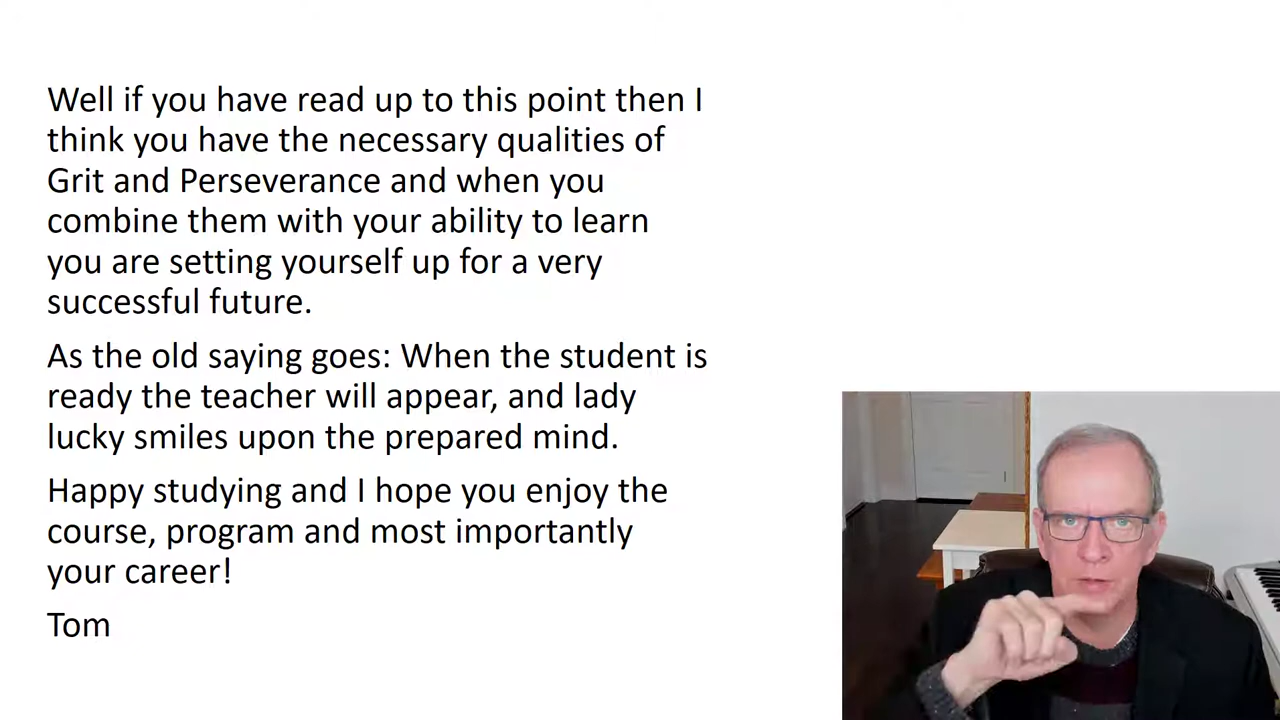 Well if you have read up to this point then I
think you have the necessary qualities of
Grit and Perseverance and when you
combine them with your ability to learn
you are setting yourself up for a very
successful future.
As the old saying goes: When the student is
ready the teacher will appear, and lady
lucky smiles upon the prepared mind.
Happy studying and I hope you enjoy the
course, program and most importantly
your career!
Tom